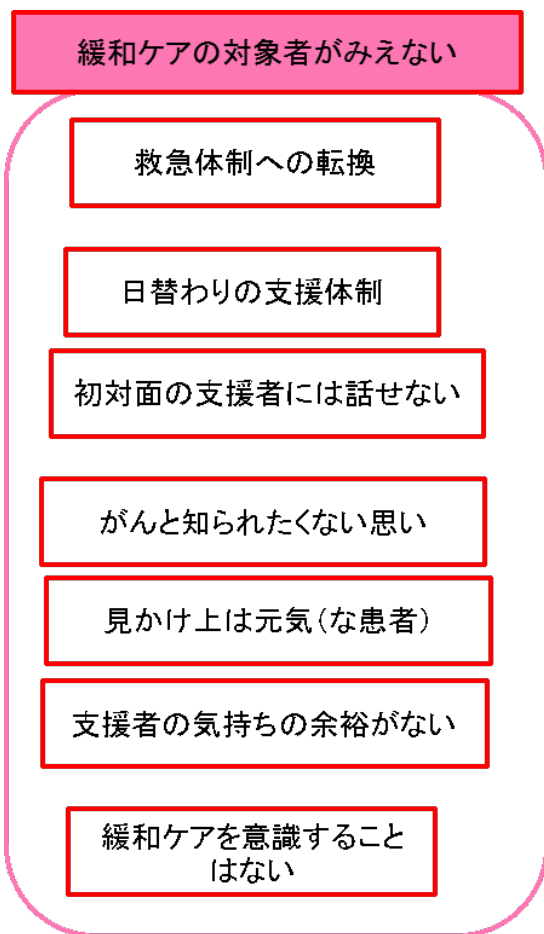 緩和ケアの対象者がみえない
救急体制への転換
日替わりの支援体制
初対面の支援者には話せない
がんと知られたくない思い
見かけ上は元気（な患者）
支援者の気持ちの余裕がない
緩和ケアを意識すること
はない